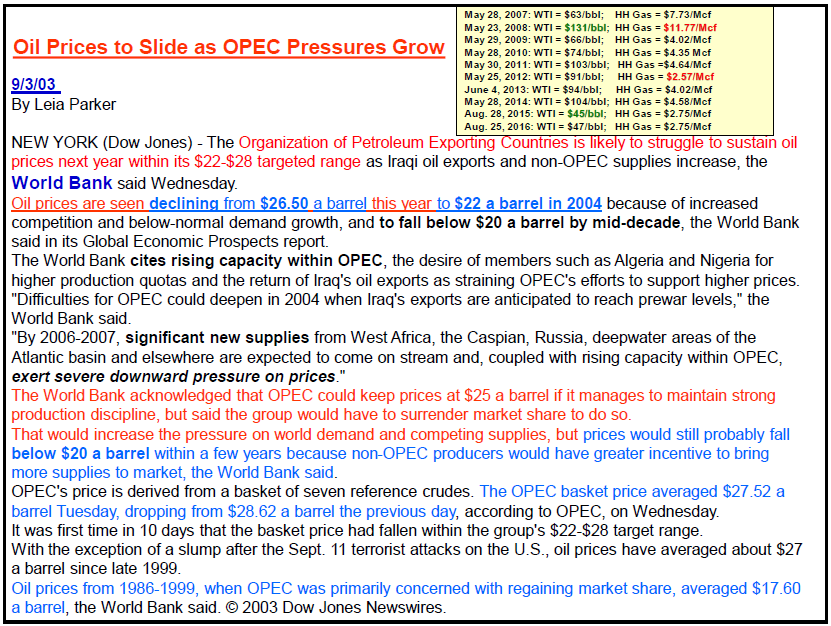 May 28, 2007: WTI = $63/bbl; HH Gas = $7.73/Mcf
May 23, 2008: WTI = $131/bbl; HH Gas = $11.77/Mcf
May 29, 2009: WTI = $66/bbl; HH Gas = $4.02/Mcf
May 28, 2010: WTI = $74/bbl; HH Gas = $4.35 Mcf
May 30, 2011: WTI = $103/bbl; HH Gas =$4.64/Mcf
May 25, 2012: WTI = $91/bbl; HH Gas = $2.57/Mcf
June 4, 2013: WTI = $94/bbl; HH Gas = $4.02/Mcf
May 28, 2014: WTI = $104/bbl; HH Gas = $4.58/Mcf
Aug. 28, 2015: WTI = $45/bbl; HH Gas = $2.75/Mcf
Aug. 25, 2016: WTI = $47/bbl; HH Gas = $2.75/Mcf
Oil Prices to Slide as OPEC Pressures Grow
9/3/03
By Leia Parker
NEW YORK (Dow Jones) - The Organization of Petroleum Exporting Countries is likely to struggle to sustain oil
prices next year within its $22-$28 targeted range as Iraqi oil exports and non-OPEC supplies increase, the
World Bank said Wednesday.
Oil prices are seen declining from $26.50 a barrel this year to $22 a barrel in 2004 because of increased
competition and below-normal demand growth, and to fall below $20 a barrel by mid-decade, the World Bank
said in its Global Economic Prospects report.
The World Bank cites rising capacity within OPEC, the desire of members such as Algeria and Nigeria for
higher production quotas and the return of Iraq's oil exports as straining OPEC's efforts to support higher prices.
"Difficulties for OPEC could deepen in 2004 when Iraq's exports are anticipated to reach prewar levels," the
World Bank said.
"By 2006-2007, significant new supplies from West Africa, the Caspian, Russia, deepwater areas of the
Atlantic basin and elsewhere are expected to come on stream and, coupled with rising capacity within OPEC,
exert severe downward pressure on prices."
The World Bank acknowledged that OPEC could keep prices at $25 a barrel if it manages to maintain strong
production discipline, but said the group would have to surrender market share to do so.
That would increase the pressure on world demand and competing supplies, but prices would still probably fall
below $20 a barrel within a few years because non-OPEC producers would have greater incentive to bring
more supplies to market, the World Bank said.
OPEC's price is derived from a basket of seven reference crudes. The OPEC basket price averaged $27.52 a
barrel Tuesday, dropping from $28.62 a barrel the previous day, according to OPEC, on Wednesday.
It was first time in 10 days that the basket price had fallen within the group's $22-$28 target range.
With the exception of a slump after the Sept. 11 terrorist attacks on the U.S., oil prices have averaged about $27
a barrel since late 1999.
Oil prices from 1986-1999, when OPEC was primarily concerned with regaining market share, averaged $17.60
a barrel, the World Bank said. © 2003 Dow Jones Newswires.